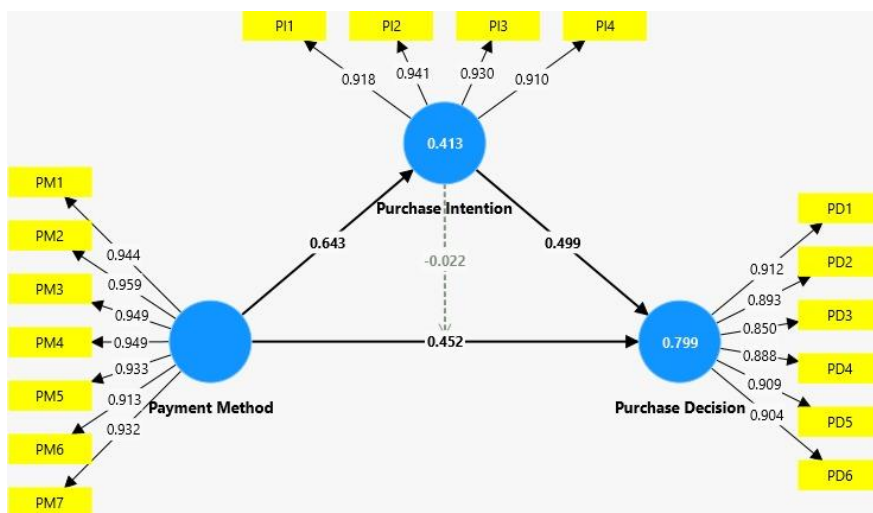 PI1
PI2
PI3
PI4
0.918
0.941
0.930
0.910
0.413
Purchase Intention
PM1
PM2
PM3
PM4
PM5
PM6
PM7
0.944
0.959
0.949
0.949
0.933
0.913
0.932
Payment Method
0.643
-0.022
0.499
0.452
0.799
Purchase Decision
0.912
0.893
0.850
0.888
0.909
0.904
PD1
PD2
PD3
PD4
PD5
PD6